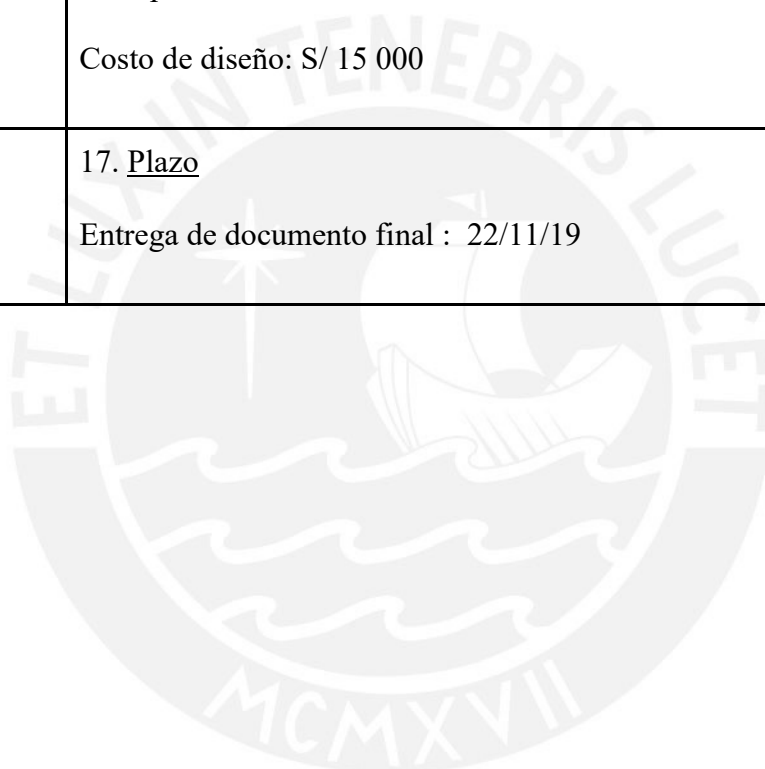 Costo de diseño: S/ 15 000
17. Plazo
Entrega de documento final : 22/11/19
ET LUX IN TENEBRIS LUCET
MCMXVII